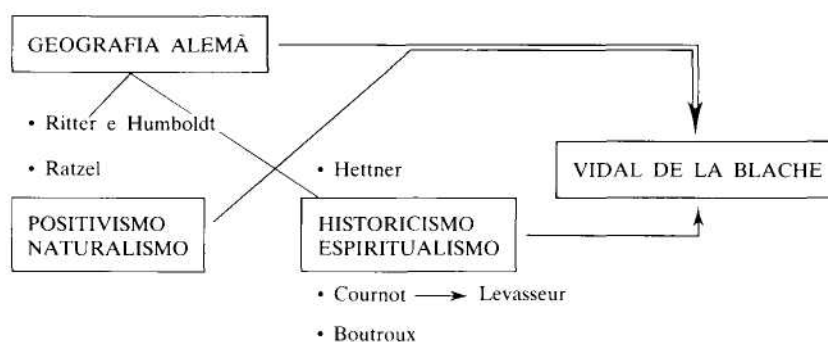 GEOGRAFIA ALEMÃ
• Ritter e Humboldt
• Ratzel
• Hettner
VIDAL DE LA BLACHE
POSITIVISMO
NATURALISMO
HISTORICISMO
ESPIRITUALISMO
• Cournot → Levasseur
• Boutroux